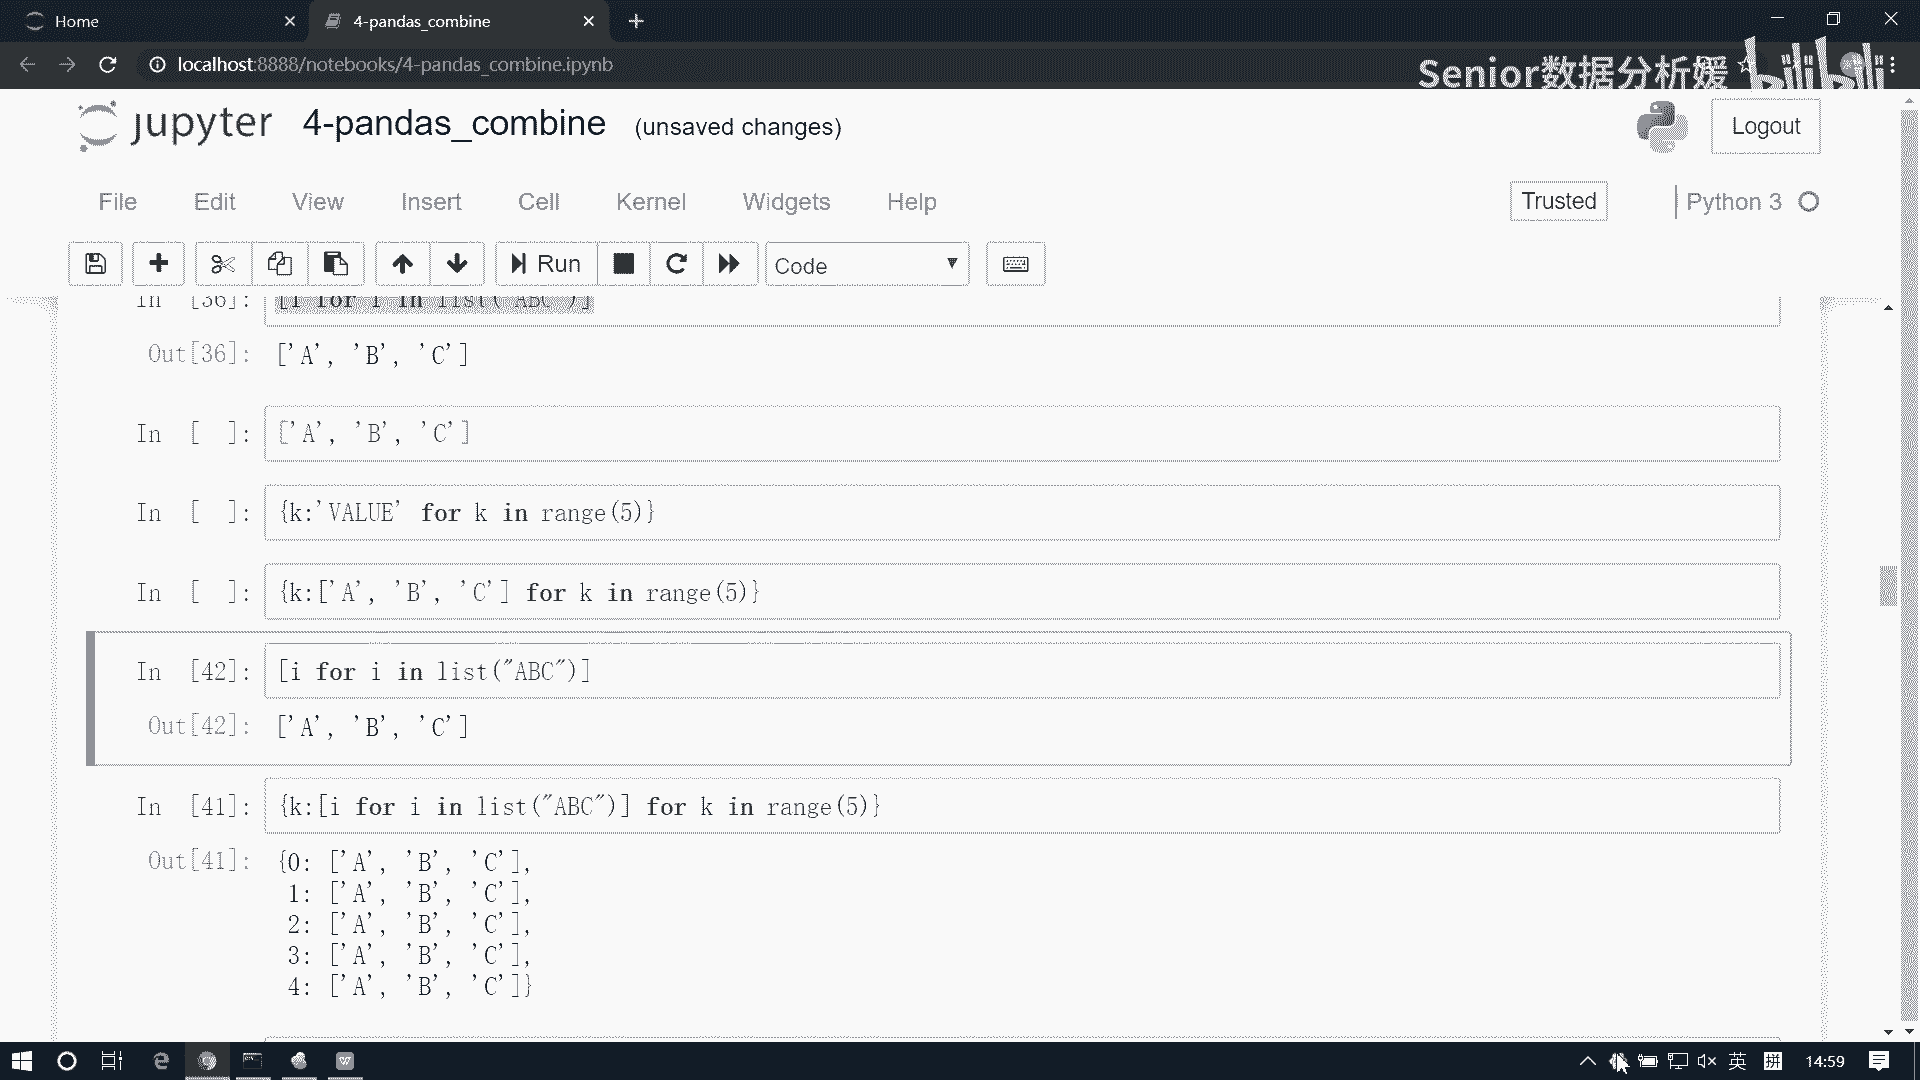 Home
4-pandas_combine
localhost:8888/notebooks/4-pandas_combine.ipynb
Senior数据分析媛 bilibili
jupyter 4-pandas_combine (unsaved changes)
Logout
File Edit View Insert Cell Kernel Widgets Help
Trusted
Python 3
Run
Code
In [36]: [i for i in list("ABC")]
Out[36]: ['A', 'B', 'C']
In [ ]: ['A', 'B', 'C']
In [ ]: {k:'VALUE' for k in range(5)}
In [ ]: {k:['A', 'B', 'C'] for k in range(5)}
In [42]: [i for i in list("ABC")]
Out[42]: ['A', 'B', 'C']
In [41]: {k:[i for i in list("ABC")] for k in range(5)}
Out[41]: {0: ['A', 'B', 'C'],
1: ['A', 'B', 'C'],
2: ['A', 'B', 'C'],
3: ['A', 'B', 'C'],
4: ['A', 'B', 'C']}
英 拼 14:59